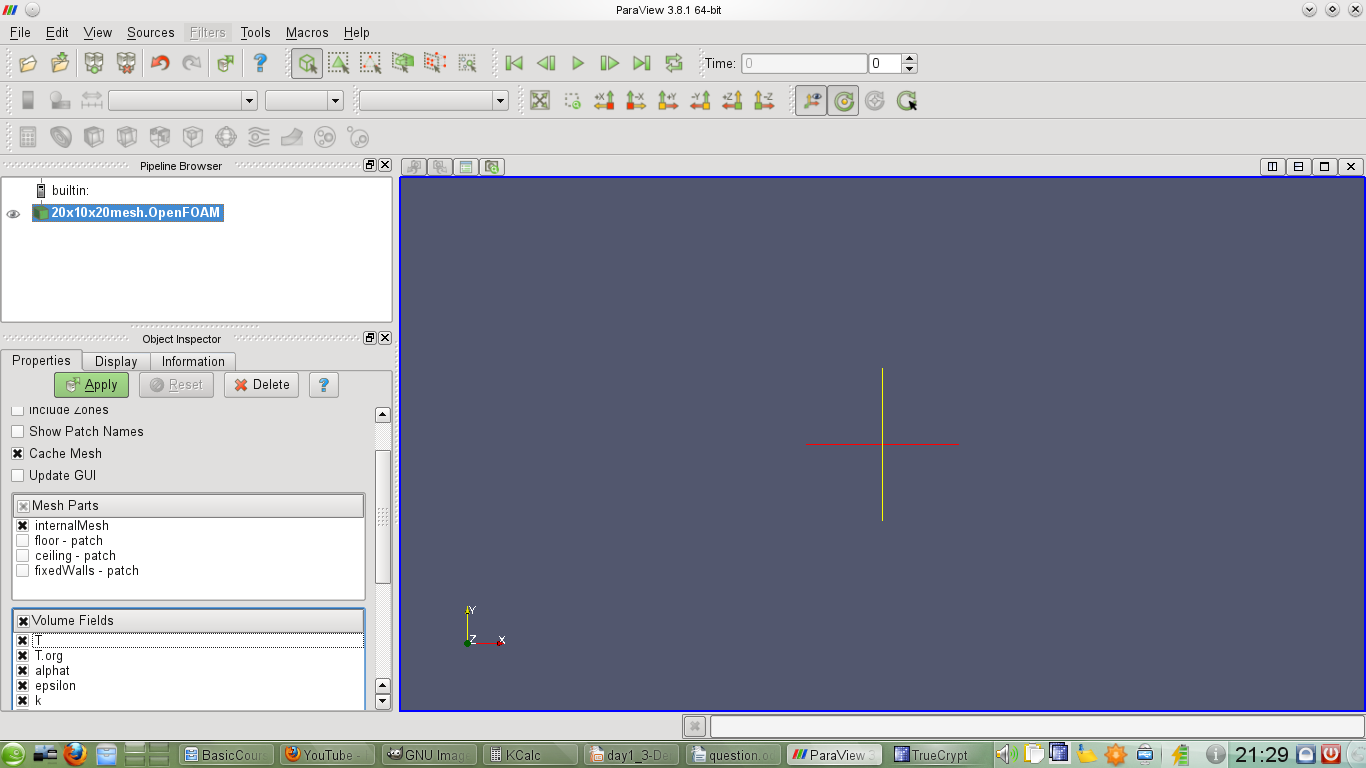 ParaView 3.8.1 64-bit
File Edit View Sources Filters Tools Macros Help
? Time: 0 0
+X -X +Y -Y +Z -Z
Pipeline Browser
builtin:
20x10x20mesh.OpenFOAM
Object Inspector
Properties Display Information
Apply Reset Delete ?
Include Zones
Show Patch Names
Cache Mesh
Update GUI
Mesh Parts
internalMesh
floor - patch
ceiling - patch
fixedWalls - patch
Volume Fields
T
T.org
alphat
epsilon
k
Y
Z X
BasicCours YouTube - GNU Imag KCalc day1_3-De question.o ParaView 3 TrueCrypt 21:29